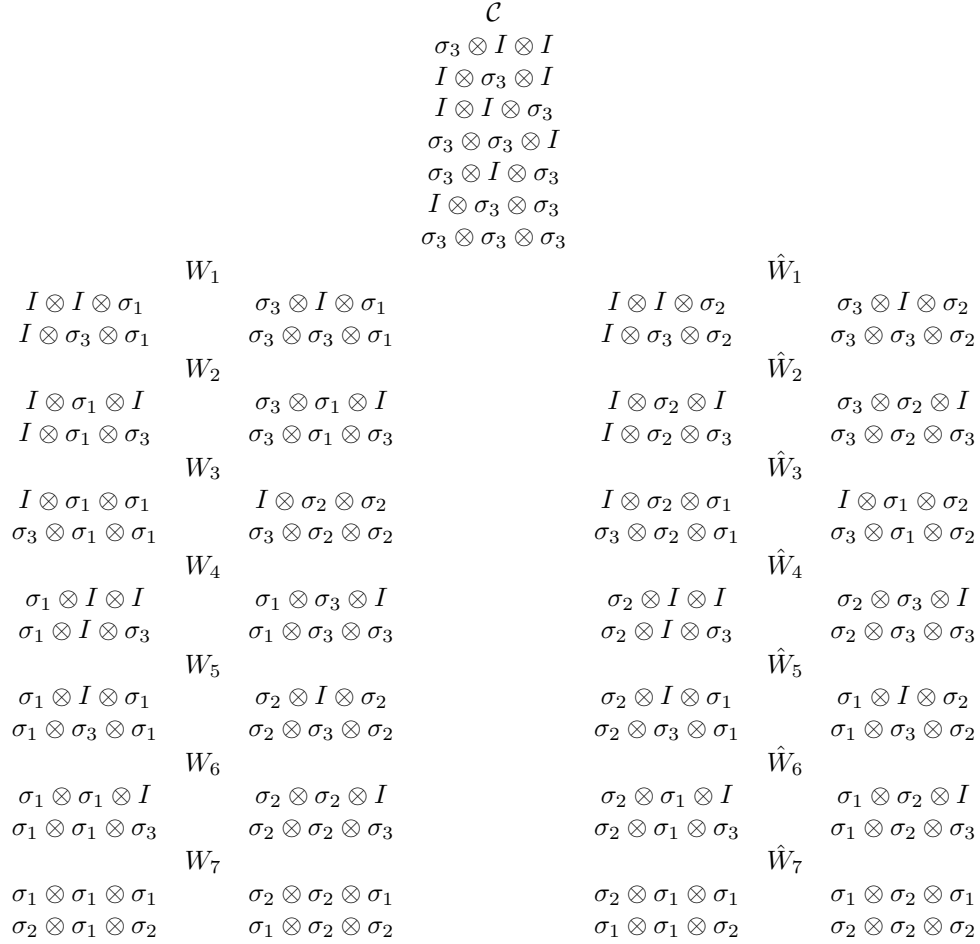 𝒞
σ₃ ⊗ I ⊗ I
I ⊗ σ₃ ⊗ I
I ⊗ I ⊗ σ₃
σ₃ ⊗ σ₃ ⊗ I
σ₃ ⊗ I ⊗ σ₃
I ⊗ σ₃ ⊗ σ₃
σ₃ ⊗ σ₃ ⊗ σ₃
W₁ Ŵ₁
I ⊗ I ⊗ σ₁ σ₃ ⊗ I ⊗ σ₁ I ⊗ I ⊗ σ₂ σ₃ ⊗ I ⊗ σ₂
I ⊗ σ₃ ⊗ σ₁ σ₃ ⊗ σ₃ ⊗ σ₁ I ⊗ σ₃ ⊗ σ₂ σ₃ ⊗ σ₃ ⊗ σ₂
W₂ Ŵ₂
I ⊗ σ₁ ⊗ I σ₃ ⊗ σ₁ ⊗ I I ⊗ σ₂ ⊗ I σ₃ ⊗ σ₂ ⊗ I
I ⊗ σ₁ ⊗ σ₃ σ₃ ⊗ σ₁ ⊗ σ₃ I ⊗ σ₂ ⊗ σ₃ σ₃ ⊗ σ₂ ⊗ σ₃
W₃ Ŵ₃
I ⊗ σ₁ ⊗ σ₁ I ⊗ σ₂ ⊗ σ₂ I ⊗ σ₂ ⊗ σ₁ I ⊗ σ₁ ⊗ σ₂
σ₃ ⊗ σ₁ ⊗ σ₁ σ₃ ⊗ σ₂ ⊗ σ₂ σ₃ ⊗ σ₂ ⊗ σ₁ σ₃ ⊗ σ₁ ⊗ σ₂
W₄ Ŵ₄
σ₁ ⊗ I ⊗ I σ₁ ⊗ σ₃ ⊗ I σ₂ ⊗ I ⊗ I σ₂ ⊗ σ₃ ⊗ I
σ₁ ⊗ I ⊗ σ₃ σ₁ ⊗ σ₃ ⊗ σ₃ σ₂ ⊗ I ⊗ σ₃ σ₂ ⊗ σ₃ ⊗ σ₃
W₅ Ŵ₅
σ₁ ⊗ I ⊗ σ₁ σ₂ ⊗ I ⊗ σ₂ σ₂ ⊗ I ⊗ σ₁ σ₁ ⊗ I ⊗ σ₂
σ₁ ⊗ σ₃ ⊗ σ₁ σ₂ ⊗ σ₃ ⊗ σ₂ σ₂ ⊗ σ₃ ⊗ σ₁ σ₁ ⊗ σ₃ ⊗ σ₂
W₆ Ŵ₆
σ₁ ⊗ σ₁ ⊗ I σ₂ ⊗ σ₂ ⊗ I σ₂ ⊗ σ₁ ⊗ I σ₁ ⊗ σ₂ ⊗ I
σ₁ ⊗ σ₁ ⊗ σ₃ σ₂ ⊗ σ₂ ⊗ σ₃ σ₂ ⊗ σ₁ ⊗ σ₃ σ₁ ⊗ σ₂ ⊗ σ₃
W₇ Ŵ₇
σ₁ ⊗ σ₁ ⊗ σ₁ σ₂ ⊗ σ₂ ⊗ σ₁ σ₂ ⊗ σ₁ ⊗ σ₁ σ₁ ⊗ σ₂ ⊗ σ₁
σ₂ ⊗ σ₁ ⊗ σ₂ σ₁ ⊗ σ₂ ⊗ σ₂ σ₁ ⊗ σ₁ ⊗ σ₂ σ₂ ⊗ σ₂ ⊗ σ₂